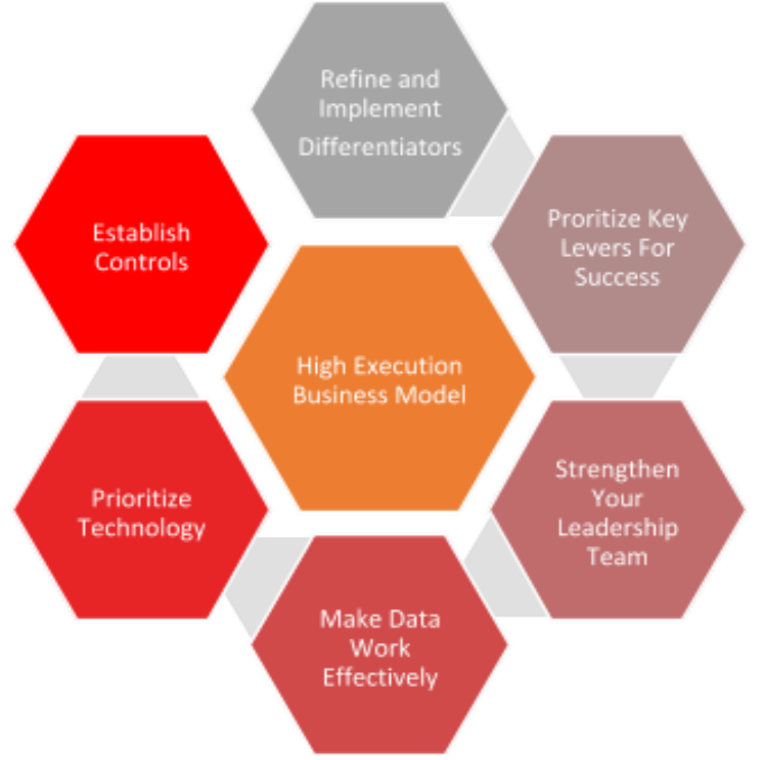 Refine and
Implement
Differentiators
Proritize Key
Levers For
Success
Establish
Controls
High Execution
Business Model
Strengthen
Your
Leadership
Team
Prioritize
Technology
Make Data
Work
Effectively